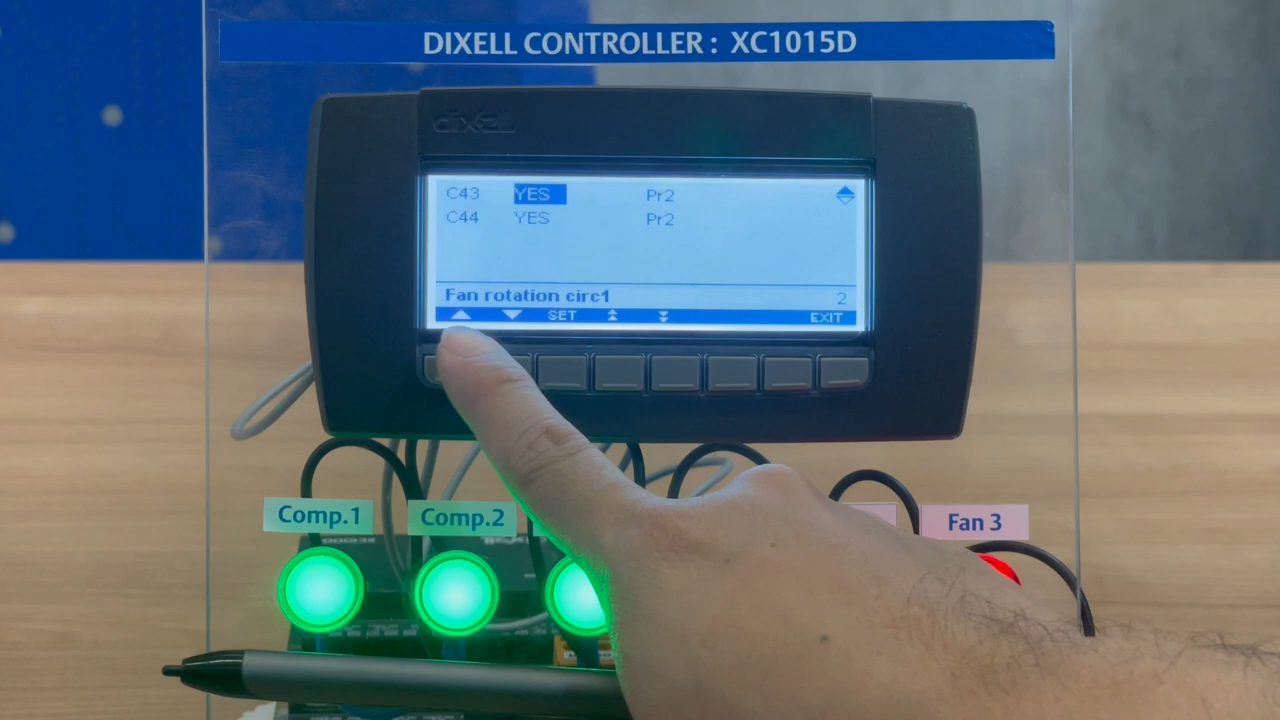 DIXELL CONTROLLER : XC1015D
dixell
C43 YES Pr2
C44 YES Pr2
Fan rotation circ1 2
SET EXIT
Comp.1 Comp.2 Fan 3